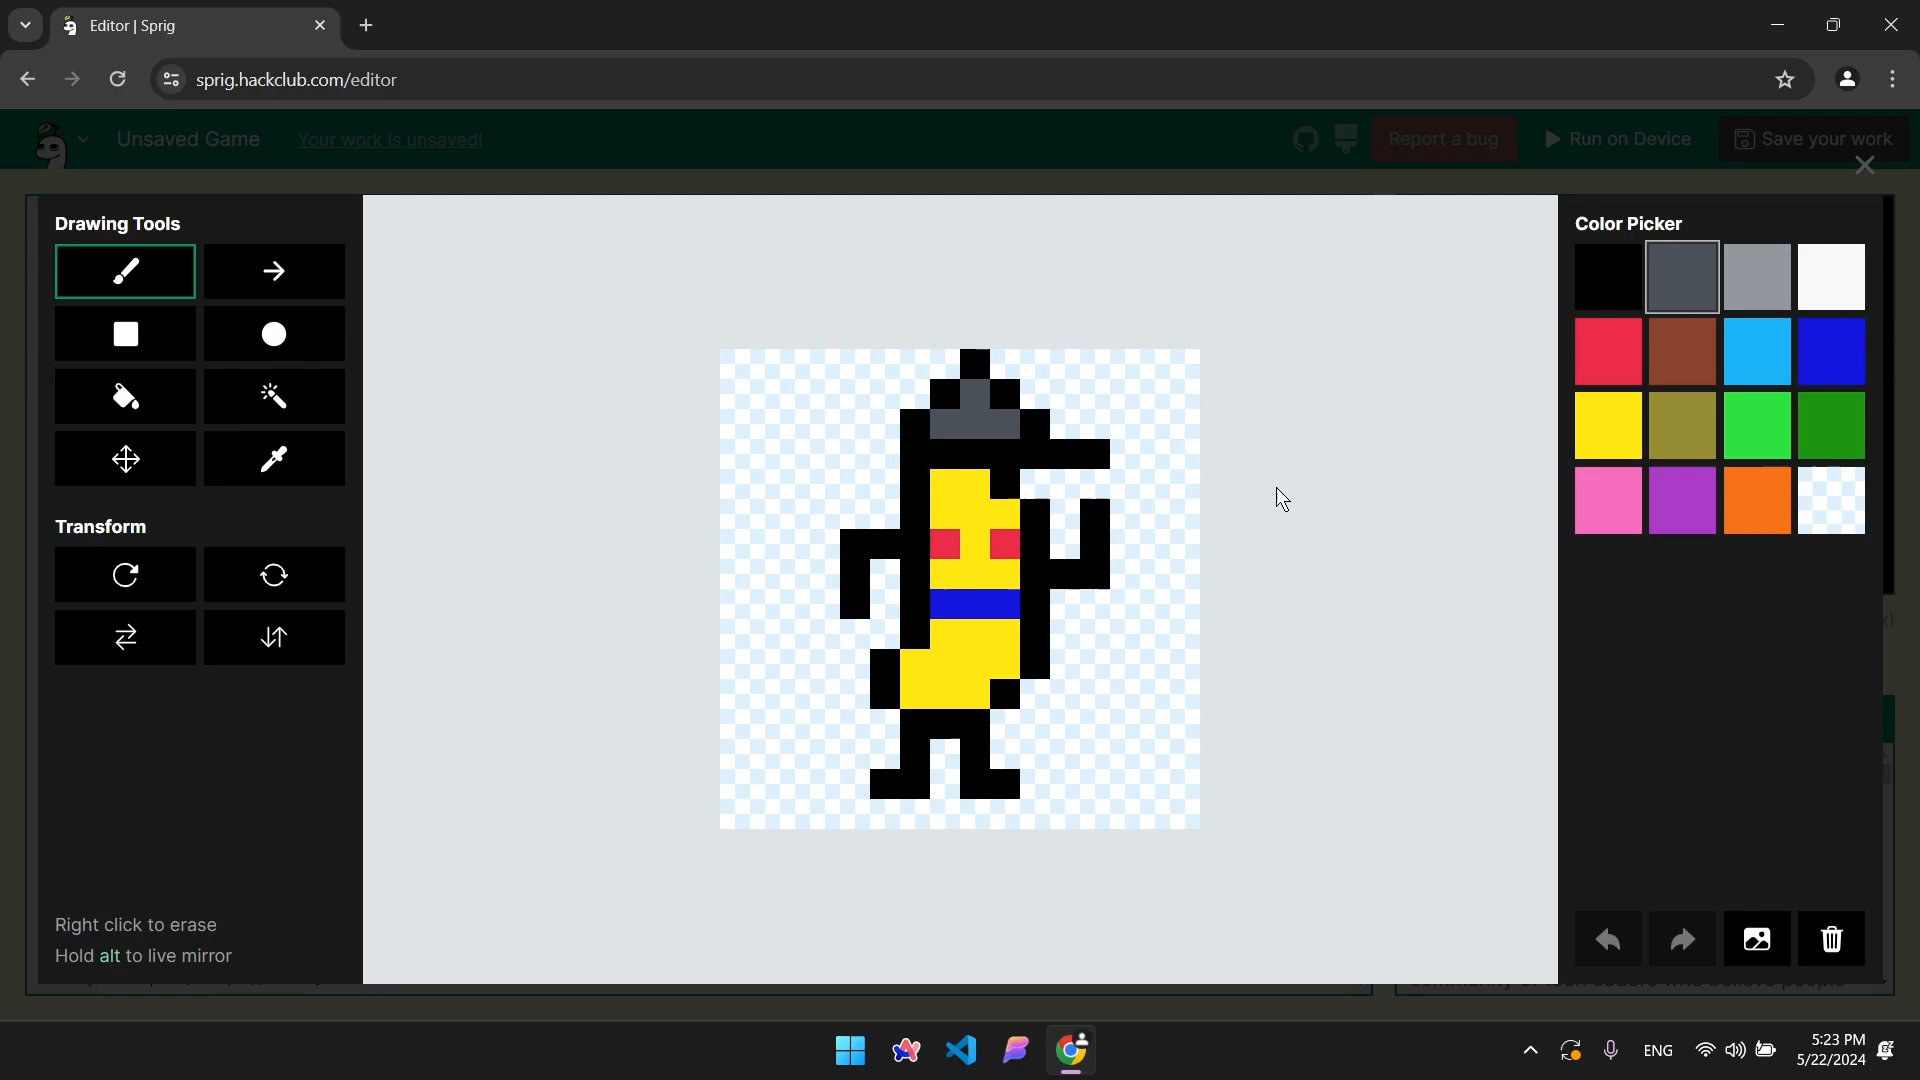 Editor | Sprig
sprig.hackclub.com/editor
Unsaved Game
Your work is unsaved!
Report a bug
Run on Device
Save your work
Drawing Tools
Color Picker
Transform
Right click to erase
Hold alt to live mirror
ENG
5:23 PM
5/22/2024